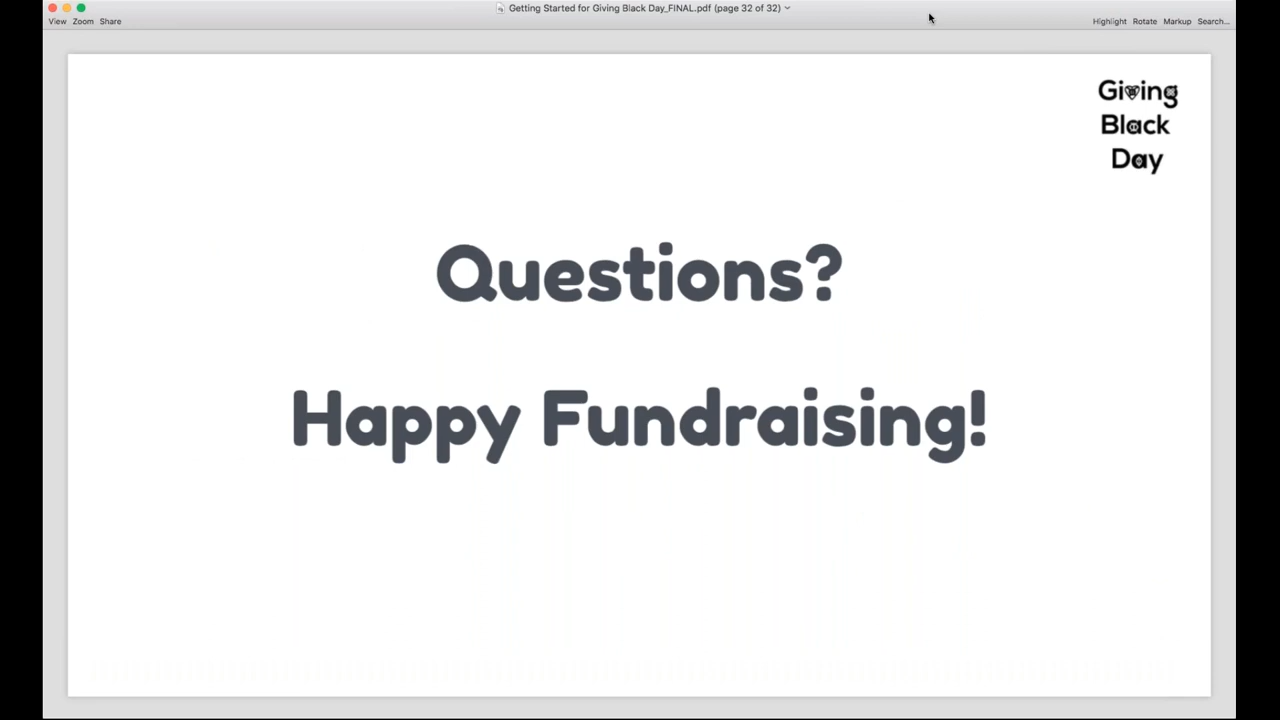 Getting Started for Giving Black Day_FINAL.pdf (page 32 of 32)
View Zoom Share
Highlight Rotate Markup Search...
Giving
Black
Day
Questions?
Happy Fundraising!